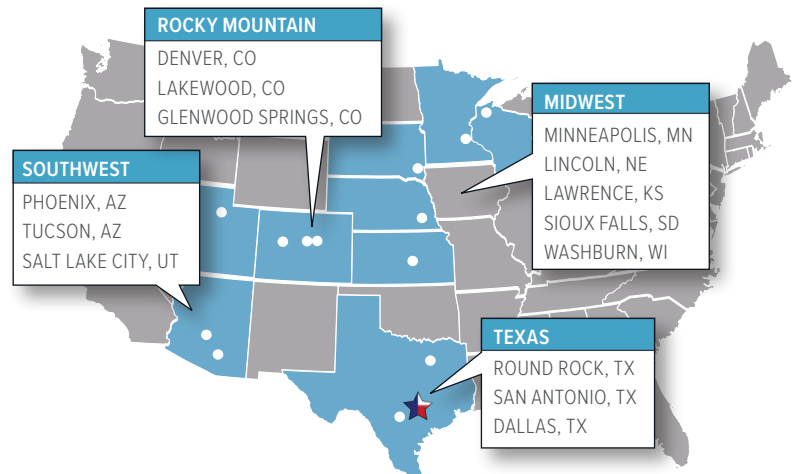 ROCKY MOUNTAIN
DENVER, CO
LAKEWOOD, CO
GLENWOOD SPRINGS, CO
MIDWEST
MINNEAPOLIS, MN
LINCOLN, NE
LAWRENCE, KS
SIOUX FALLS, SD
WASHBURN, WI
SOUTHWEST
PHOENIX, AZ
TUCSON, AZ
SALT LAKE CITY, UT
TEXAS
ROUND ROCK, TX
SAN ANTONIO, TX
DALLAS, TX